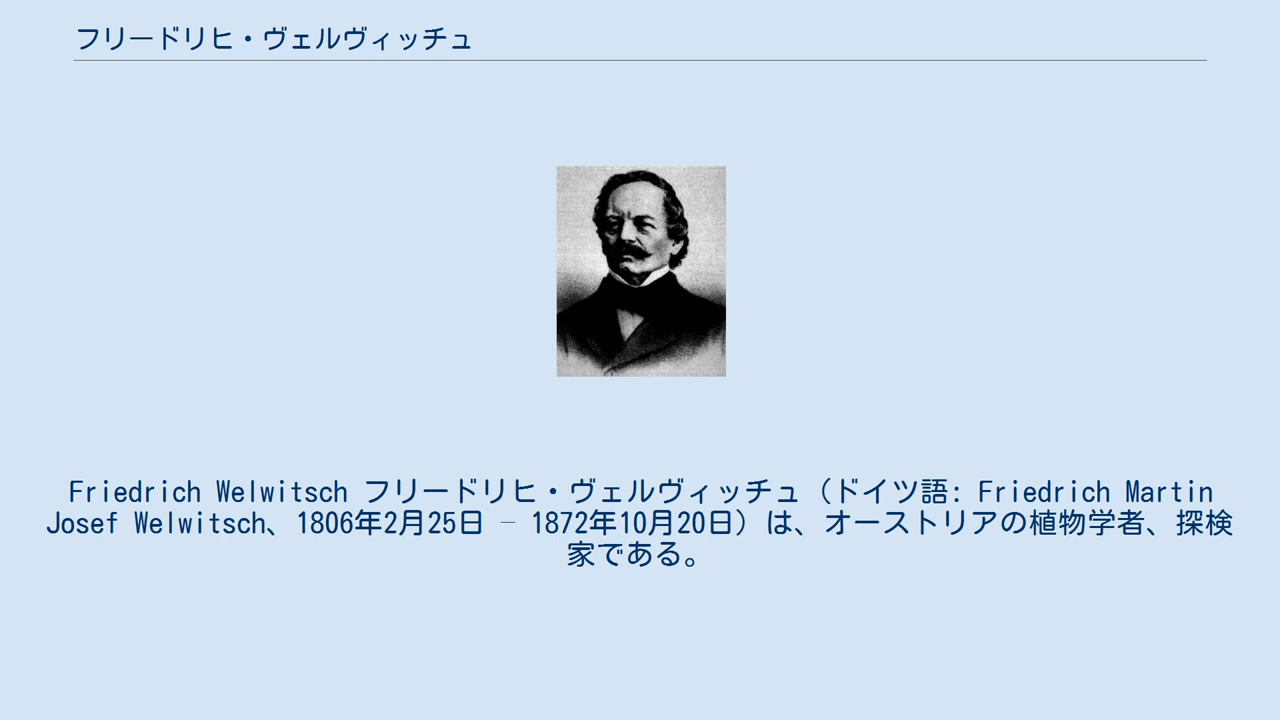 フリードリヒ・ヴェルヴィッチュ
Friedrich Welwitsch フリードリヒ・ヴェルヴィッチュ（ドイツ語: Friedrich Martin
Josef Welwitsch、1806年2月25日 – 1872年10月20日）は、オーストリアの植物学者、探検
家である。